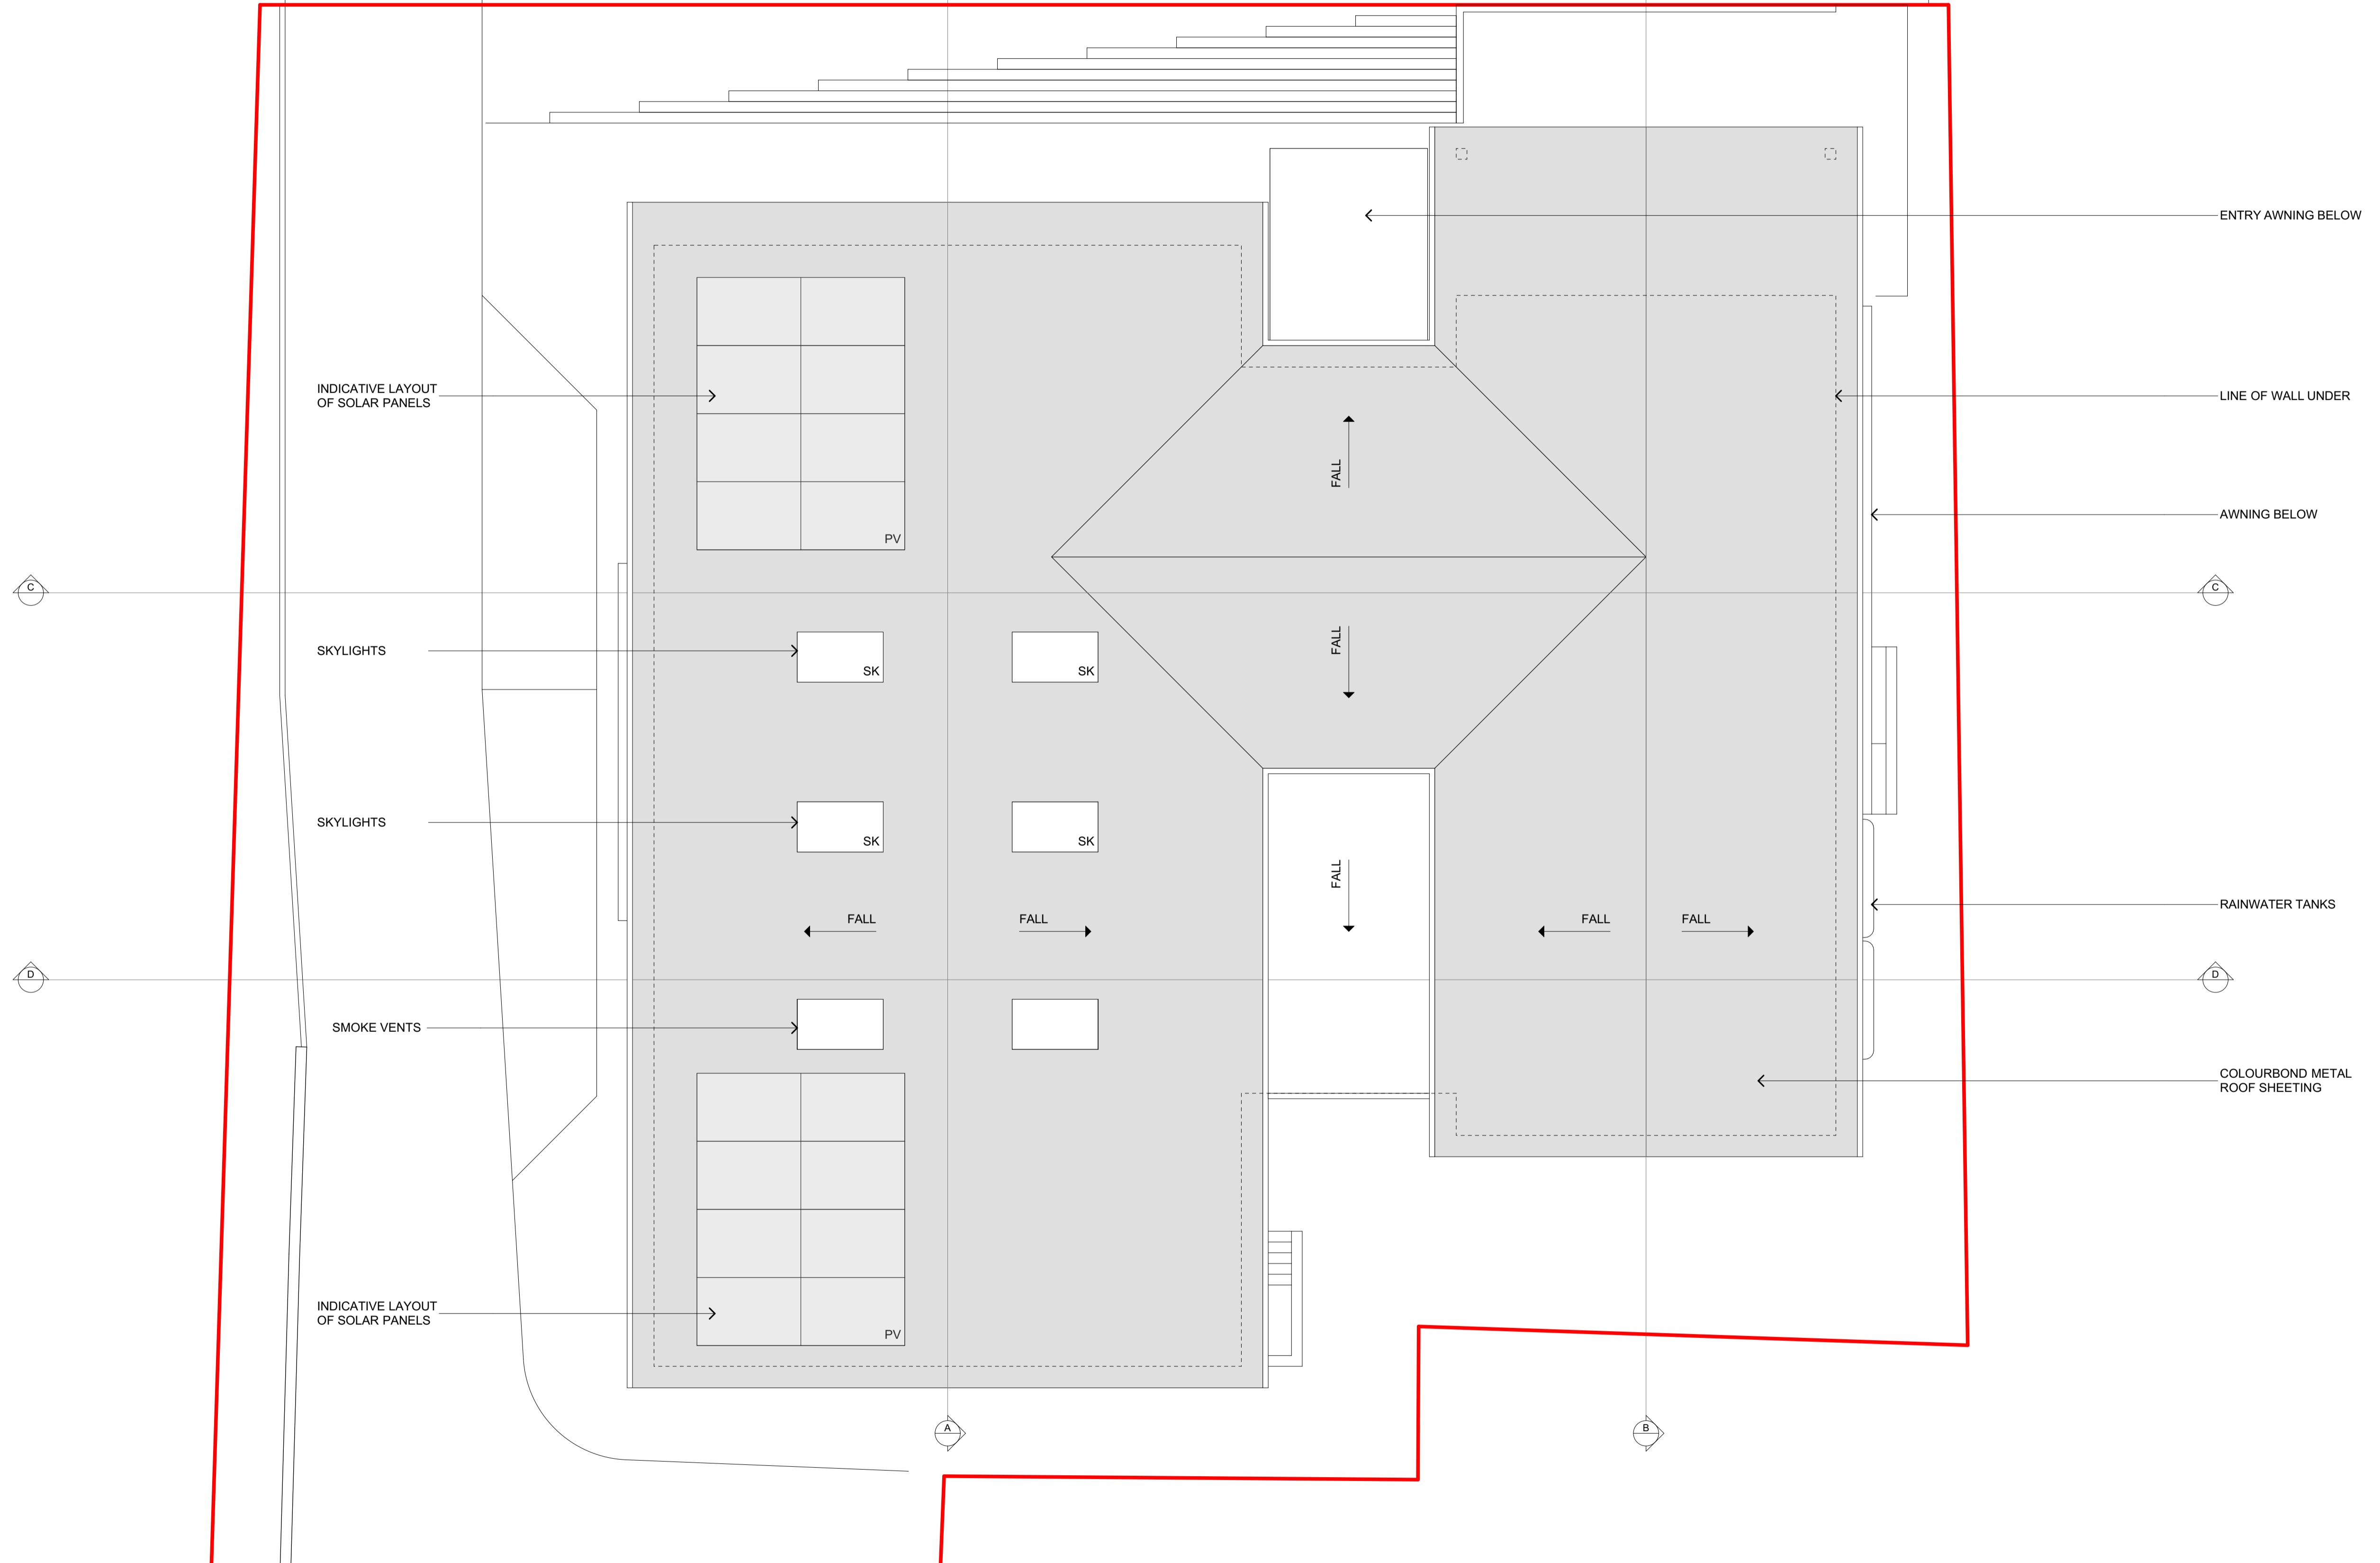 ENTRY AWNING BELOW
INDICATIVE LAYOUT
OF SOLAR PANELS
LINE OF WALL UNDER
FALL
AWNING BELOW
PV
C
C
SKYLIGHTS
FALL
SK
SK
SKYLIGHTS
SK
SK
FALL
RAINWATER TANKS
FALL
FALL
FALL
FALL
D
D
SMOKE VENTS
COLOURBOND METAL
ROOF SHEETING
INDICATIVE LAYOUT
OF SOLAR PANELS
PV
A
B